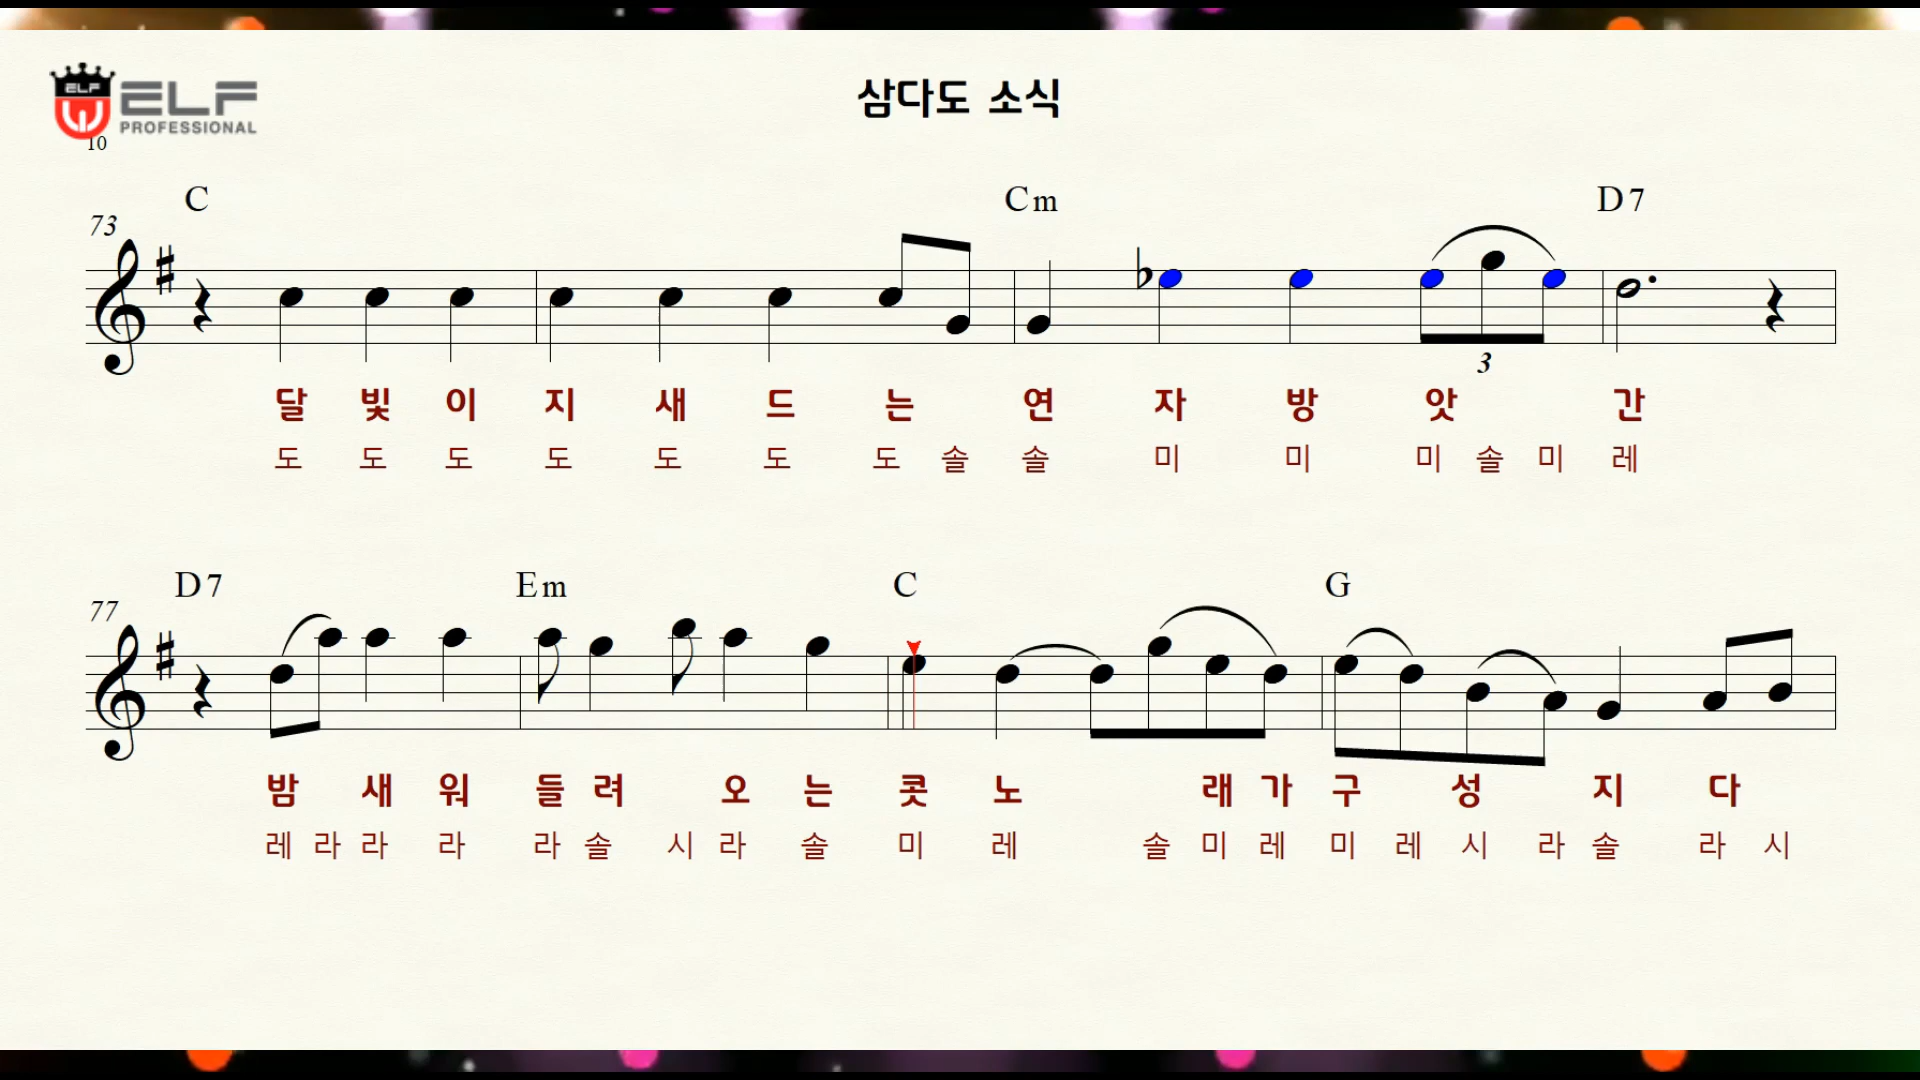 ELF
ELF
PROFESSIONAL
삼다도 소식
10
C Cm D7
73
3
달 빛 이 지 새 드 는 연 자 방 앗 간
도 도 도 도 도 도 도 솔 솔 미 미 미 솔 미 레
D7 Em C G
77
밤 새 워 들 려 오 는 콧 노 래 가 구 성 지 다
레 라 라 라 라 솔 시 라 솔 미 레 솔 미 레 미 레 시 라 솔 라 시